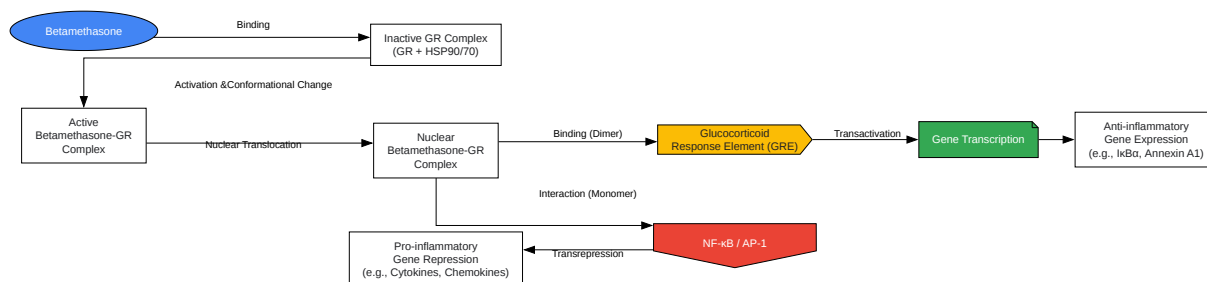 Betamethasone
Binding
Inactive GR Complex
(GR + HSP90/70)
Activation &Conformational Change
Active
Betamethasone-GR
Complex
Nuclear Translocation
Nuclear
Betamethasone-GR
Complex
Binding (Dimer)
Glucocorticoid
Response Element (GRE)
Transactivation
Gene Transcription
Anti-inflammatory
Gene Expression
(e.g., IκBα, Annexin A1)
Interaction (Monomer)
NF-κB / AP-1
Transrepression
Pro-inflammatory
Gene Repression
(e.g., Cytokines, Chemokines)